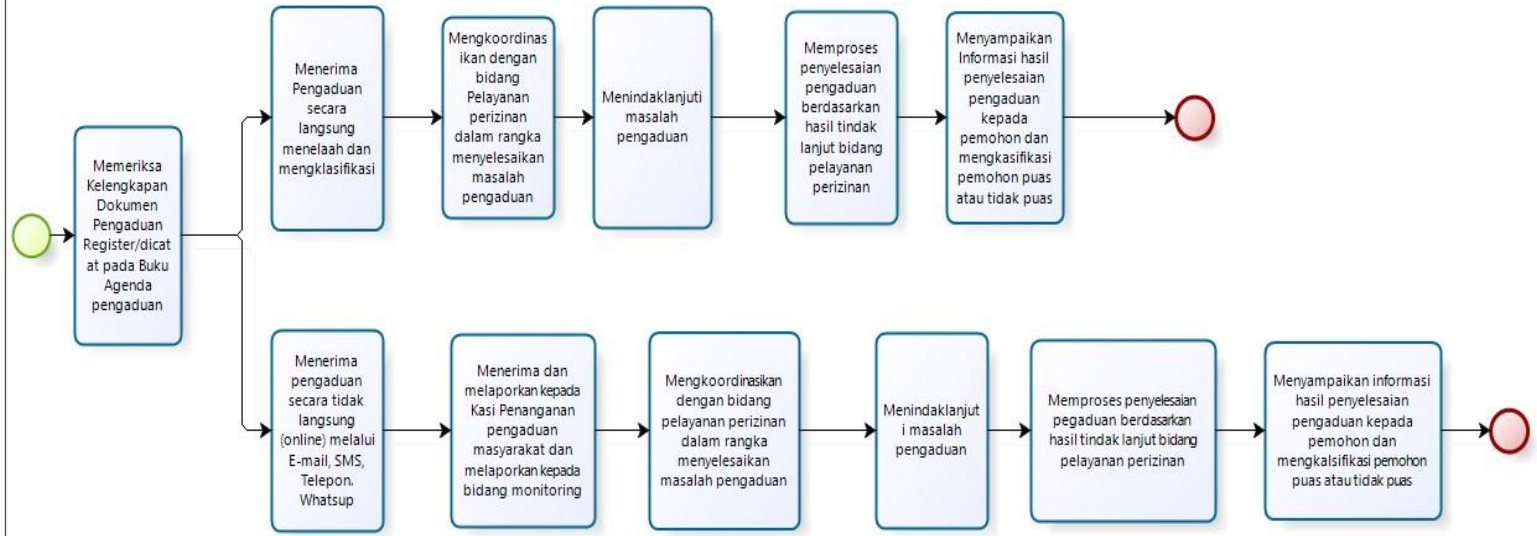 Memeriksa
Kelengkapan
Dokumen
Pengaduan
Register/dicat
at pada Buku
Agenda
pengaduan
Menerima
Pengaduan
secara
langsung
menelaah dan
mengklasifikasi
Mengkoordinas
ikan dengan
bidang
Pelayanan
perizinan
dalam rangka
menyelesaikan
masalah
pengaduan
Menindaklanjuti
masalah
pengaduan
Memproses
penyelesaian
pengaduan
berdasarkan
hasil tindak
lanjut bidang
pelayanan
perizinan
Menyampaikan
Informasi hasil
penyelesaian
pengaduan
kepada
pemohon dan
mengkasifikasi
pemohon puas
atau tidak puas
Menerima
pengaduan
secara tidak
langsung
(online) melalui
E-mail, SMS,
Telepon.
Whatsup
Menerima dan
melaporkan kepada
Kasi Penanganan
pengaduan
masyarakat dan
melaporkan kepada
bidang monitoring
Mengkoordinasikan
dengan bidang
pelayanan perizinan
dalam rangka
menyelesaikan
masalah pengaduan
Menindaklanjut
i masalah
pengaduan
Memproses penyelesaian
pegaduan berdasarkan
hasil tindak lanjut bidang
pelayanan perizinan
Menyampaikan informasi
hasil penyelesaian
pengaduan kepada
pemohon dan
mengkalsifikasi pemohon
puas atau tidak puas